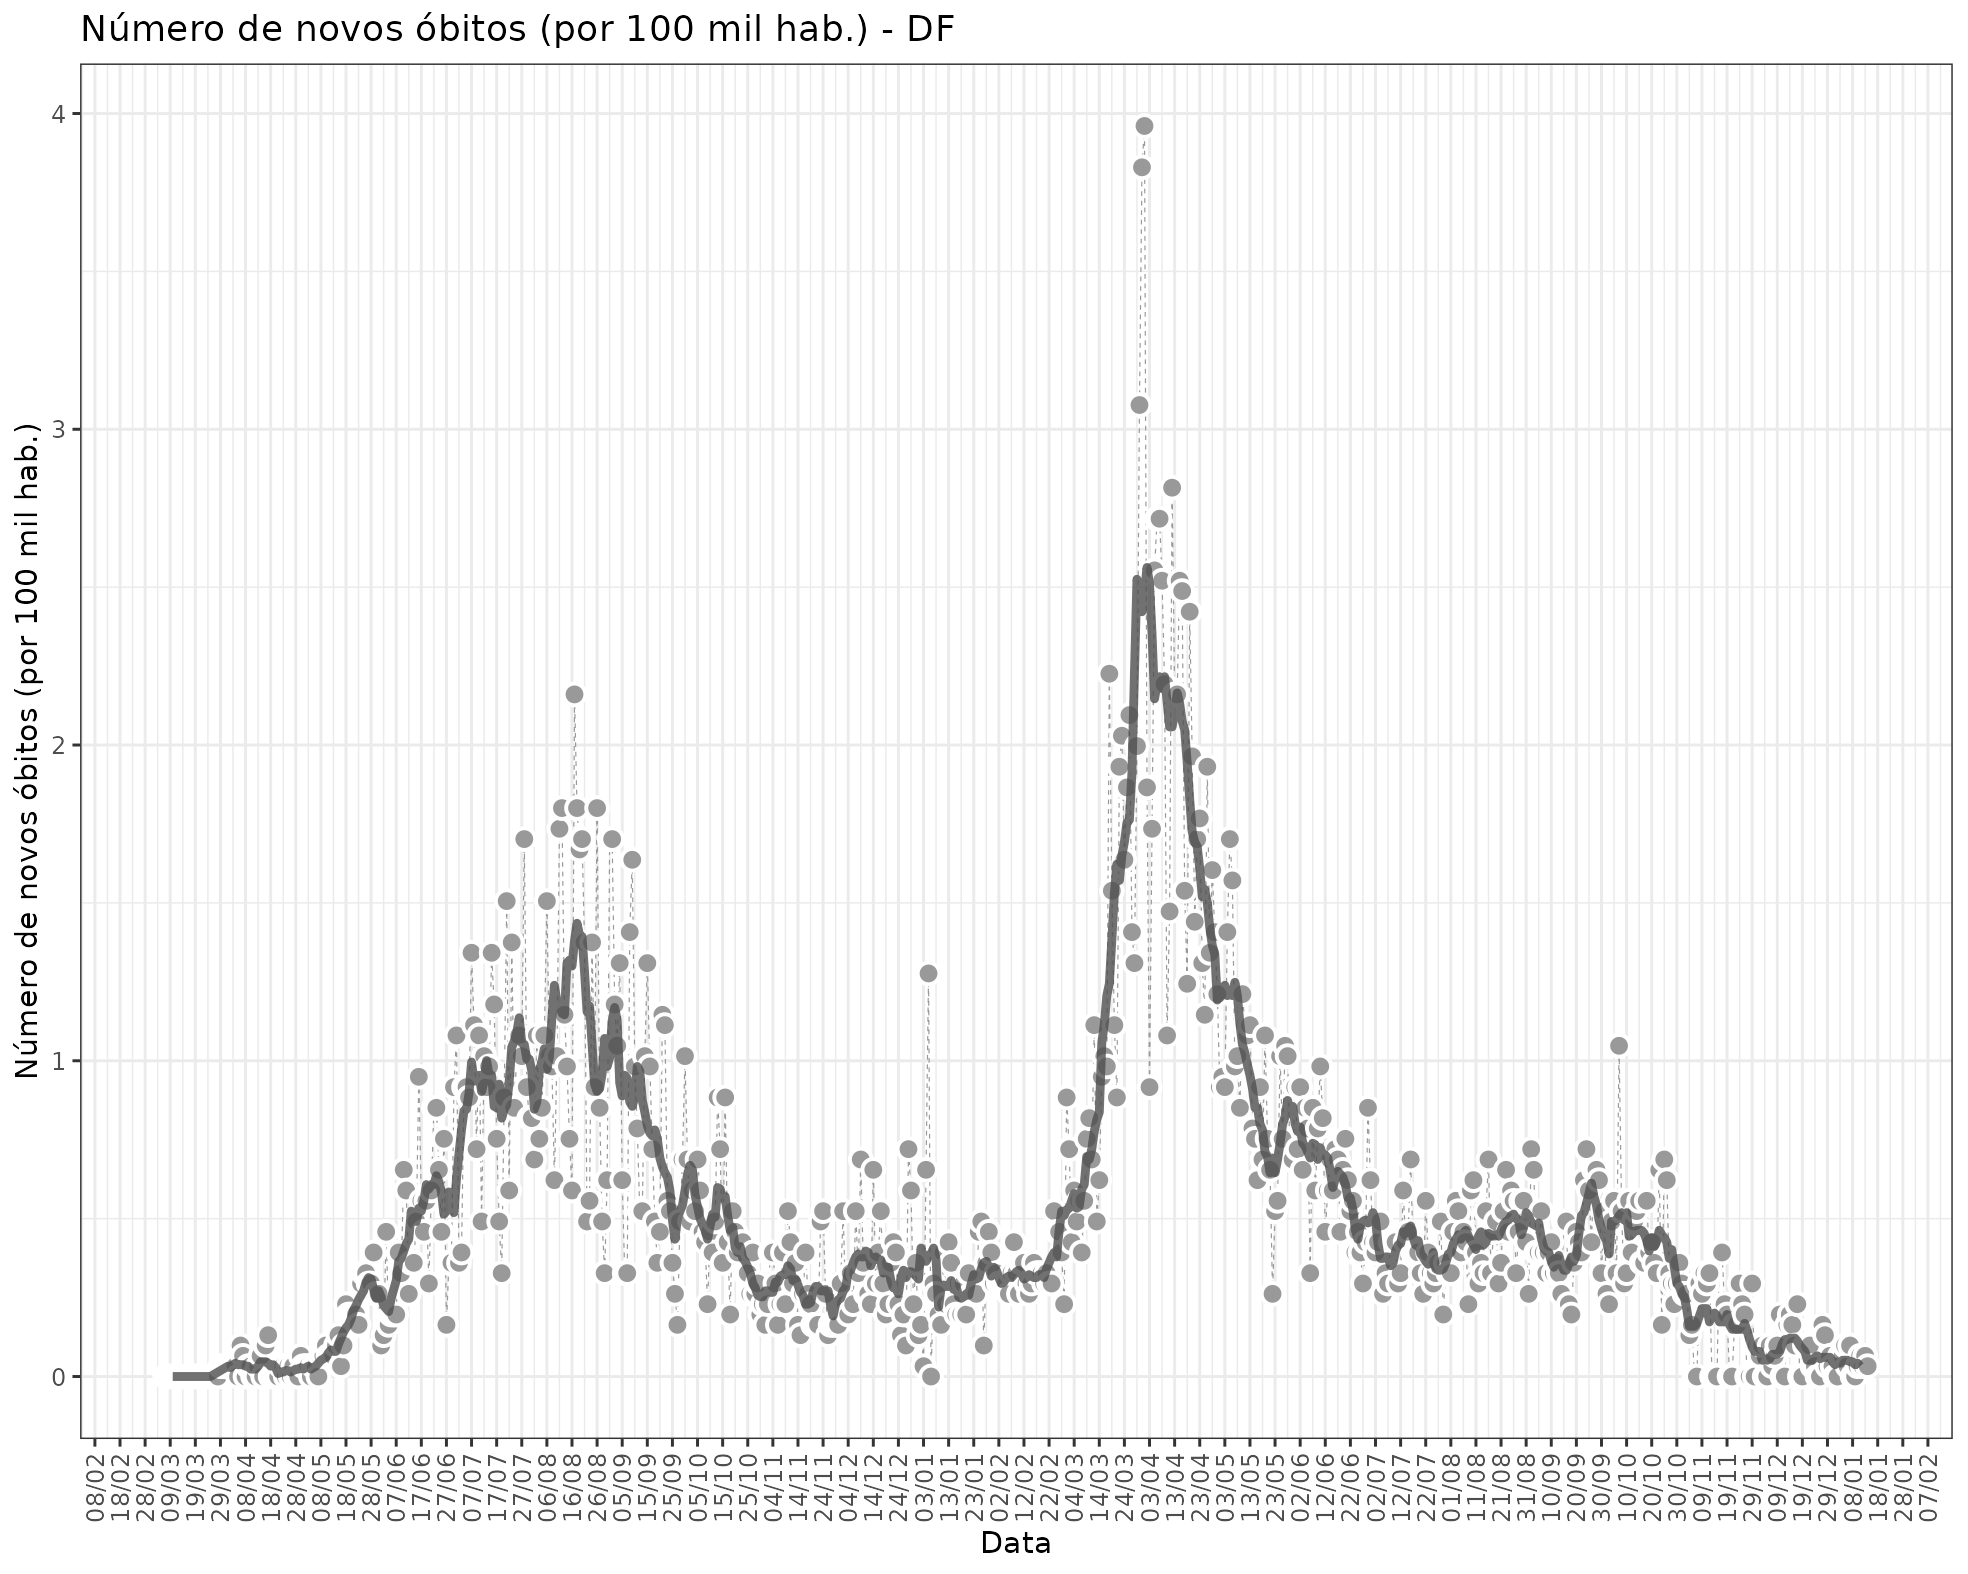 Número de novos óbitos (por 100 mil hab.) - DF
Número de novos óbitos (por 100 mil hab.)
4
3
2
1
0
08/02 18/02 28/02 09/03 19/03 29/03 08/04 18/04 28/04 08/05 18/05 28/05 07/06 17/06 27/06 07/07 17/07 27/07 06/08 16/08 26/08 05/09 15/09 25/09 05/10 15/10 25/10 04/11 14/11 24/11 04/12 14/12 24/12 03/01 13/01 23/01 02/02 12/02 22/02 04/03 14/03 24/03 03/04 13/04 23/04 03/05 13/05 23/05 02/06 12/06 22/06 02/07 12/07 22/07 01/08 11/08 21/08 31/08 10/09 20/09 30/09 10/10 20/10 30/10 09/11 19/11 29/11 09/12 19/12 29/12 08/01 18/01 28/01 07/02
Data